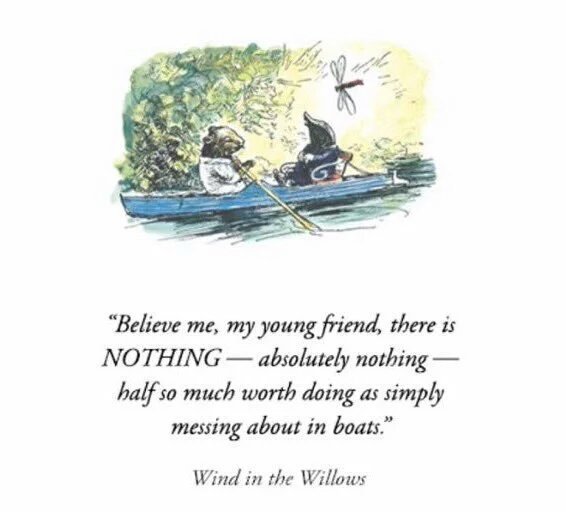 “Believe me, my young friend, there is
NOTHING — absolutely nothing —
half so much worth doing as simply
messing about in boats.”
Wind in the Willows